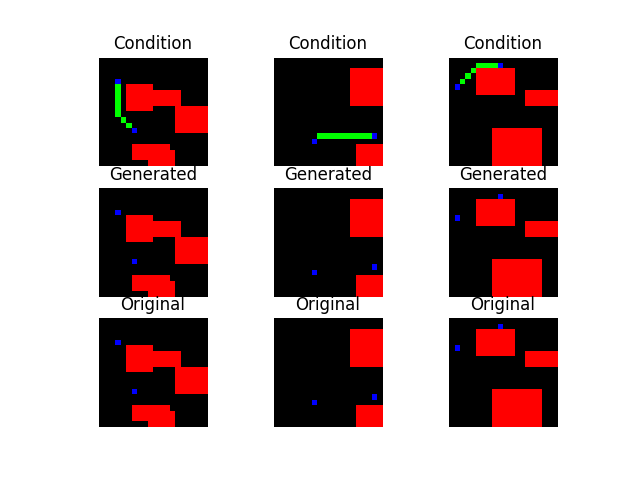 Condition Condition Condition
Generated Generated Generated
Original Original Original